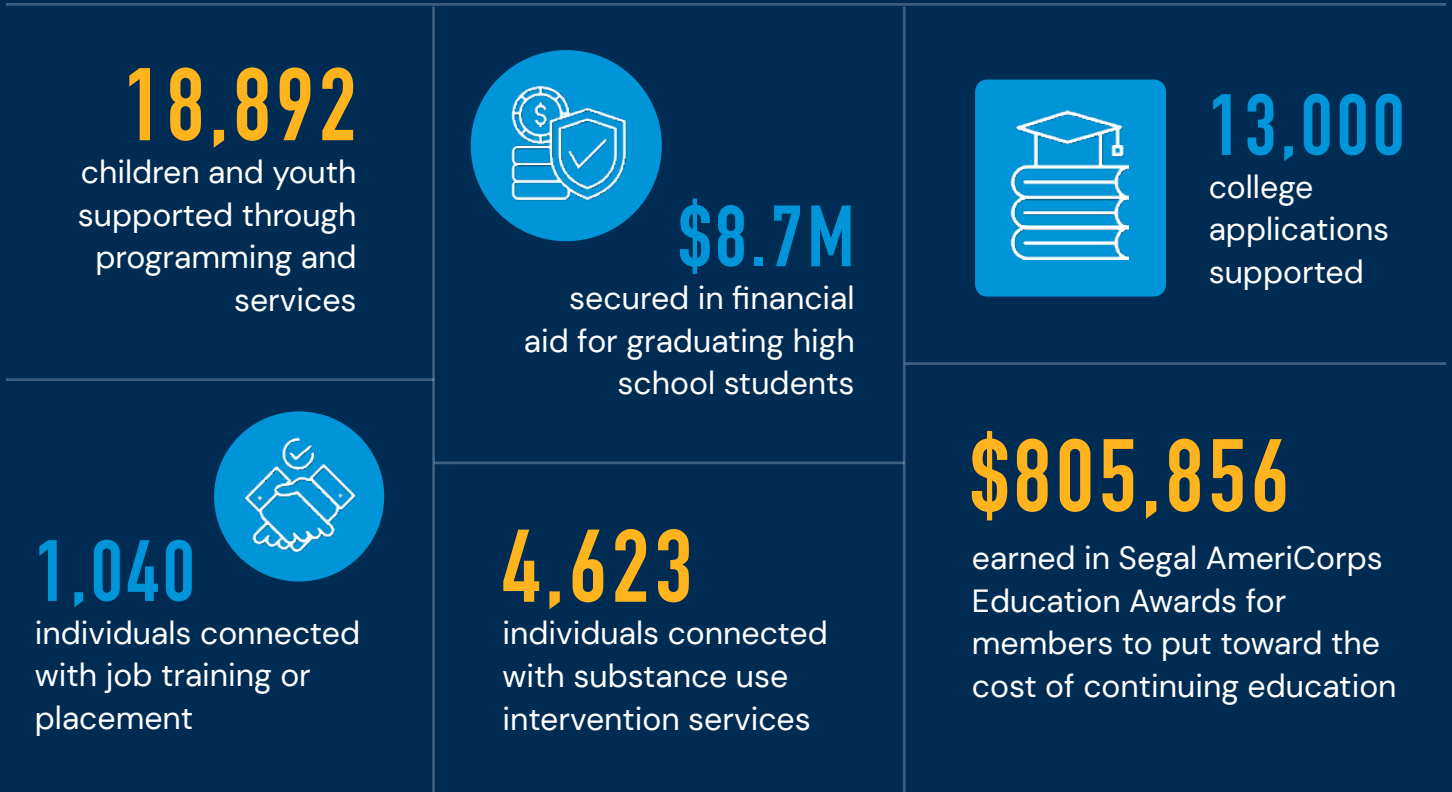 18,892
children and youth
supported through
programming and
services
$
$8.7M
secured in financial
aid for graduating high
school students
13,000
college
applications
supported
1,040
individuals connected
with job training or
placement
4,623
individuals connected
with substance use
intervention services
$805,856
earned in Segal AmeriCorps
Education Awards for
members to put toward the
cost of continuing education